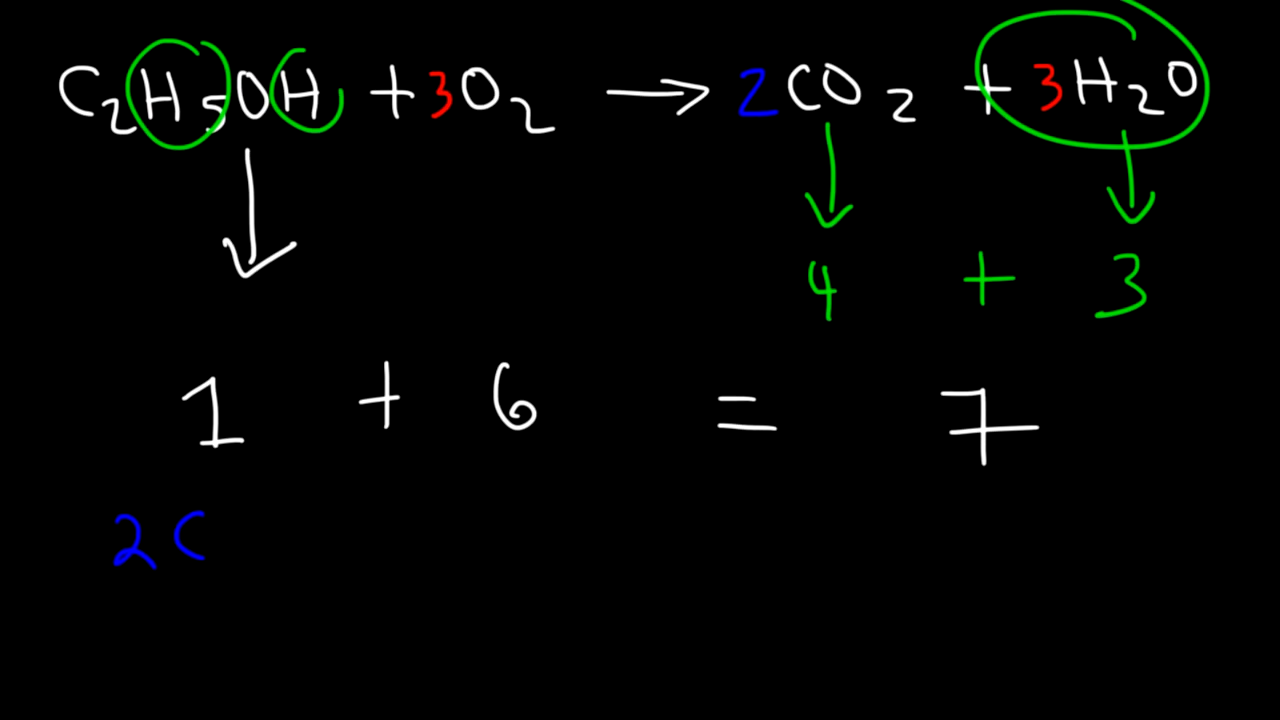 C₂H₅OH + 3O₂ → 2CO₂ + 3H₂O
4 + 3
1 + 6 = 7
2C